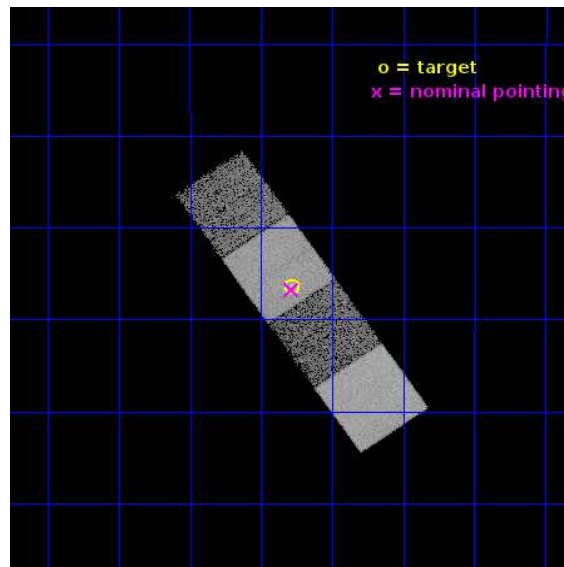 o = target
x = nominal pointing